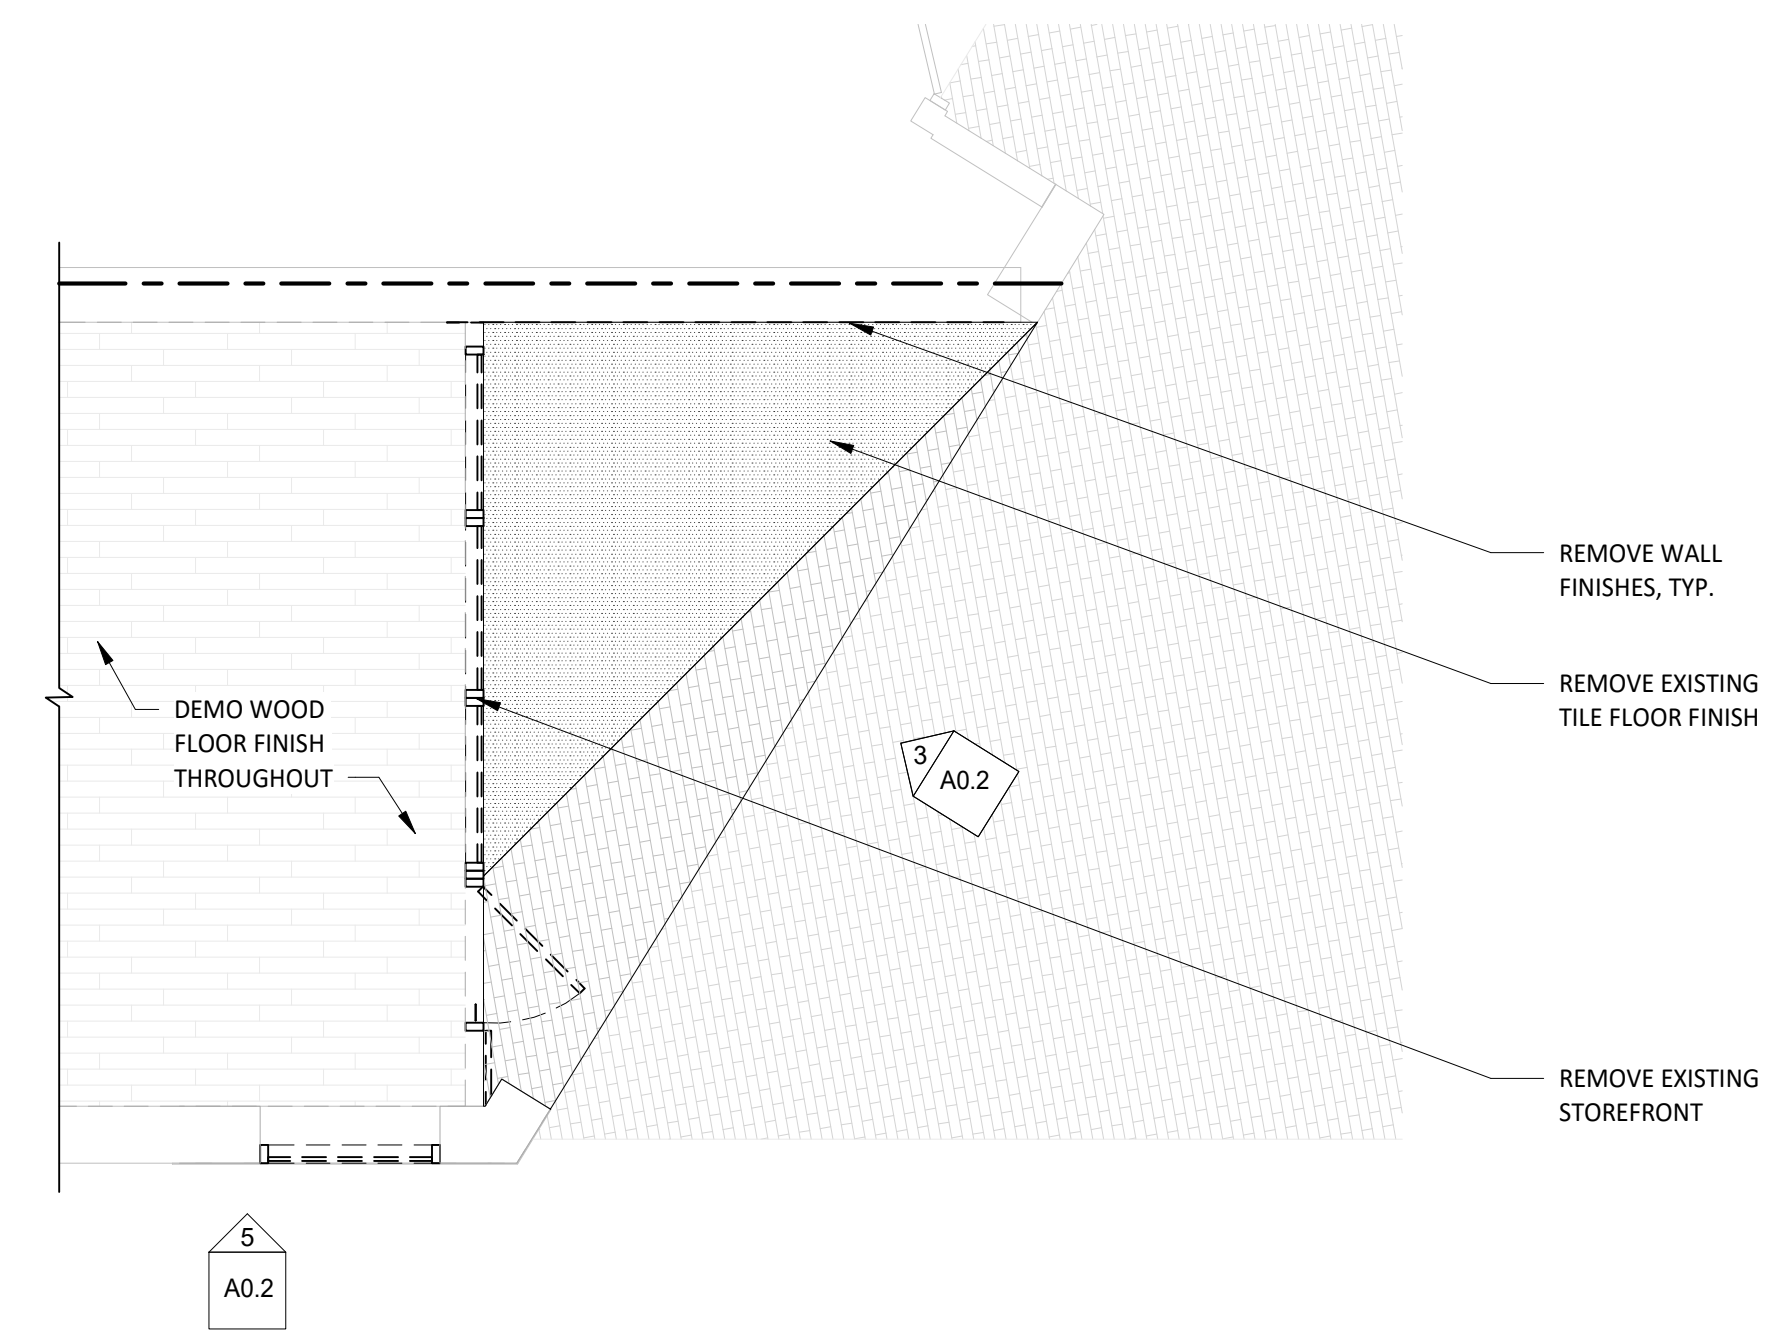 REMOVE WALL
FINISHES, TYP.
REMOVE EXISTING
TILE FLOOR FINISH
DEMO WOOD
FLOOR FINISH
THROUGHOUT
3
A0.2
REMOVE EXISTING
STOREFRONT
5
A0.2